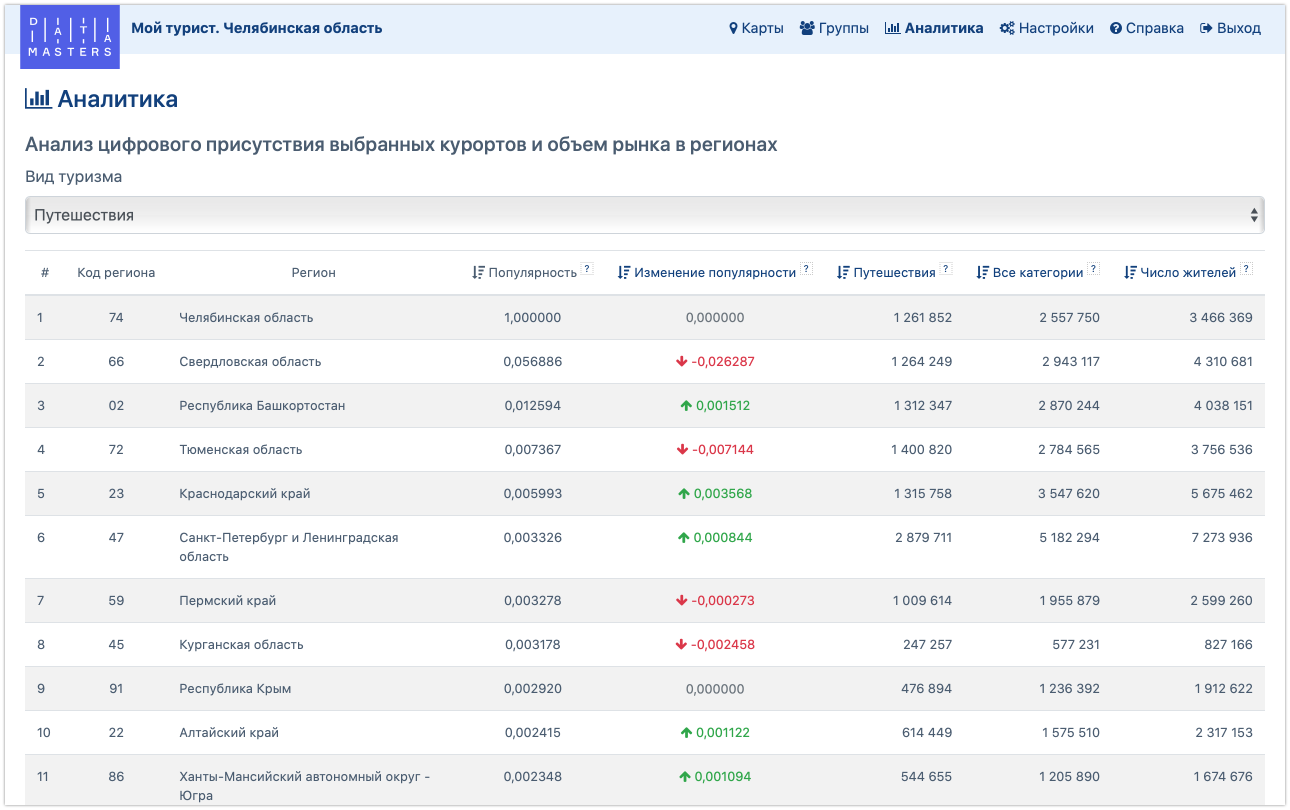 DATA
MASTERS
Мой турист. Челябинская область
Карты Группы Аналитика Настройки Справка Выход
Аналитика
Анализ цифрового присутствия выбранных курортов и объем рынка в регионах
Вид туризма
Путешествия
# Код региона Регион Популярность ? Изменение популярности ? Путешествия ? Все категории ? Число жителей ?
1 74 Челябинская область 1,000000 0,000000 1 261 852 2 557 750 3 466 369
2 66 Свердловская область 0,056886 -0,026287 1 264 249 2 943 117 4 310 681
3 02 Республика Башкортостан 0,012594 0,001512 1 312 347 2 870 244 4 038 151
4 72 Тюменская область 0,007367 -0,007144 1 400 820 2 784 565 3 756 536
5 23 Краснодарский край 0,005993 0,003568 1 315 758 3 547 620 5 675 462
6 47 Санкт-Петербург и Ленинградская 0,003326 0,000844 2 879 711 5 182 294 7 273 936
область
7 59 Пермский край 0,003278 -0,000273 1 009 614 1 955 879 2 599 260
8 45 Курганская область 0,003178 -0,002458 247 257 577 231 827 166
9 91 Республика Крым 0,002920 0,000000 476 894 1 236 392 1 912 622
10 22 Алтайский край 0,002415 0,001122 614 449 1 575 510 2 317 153
11 86 Ханты-Мансийский автономный округ - 0,002348 0,001094 544 655 1 205 890 1 674 676
Югра